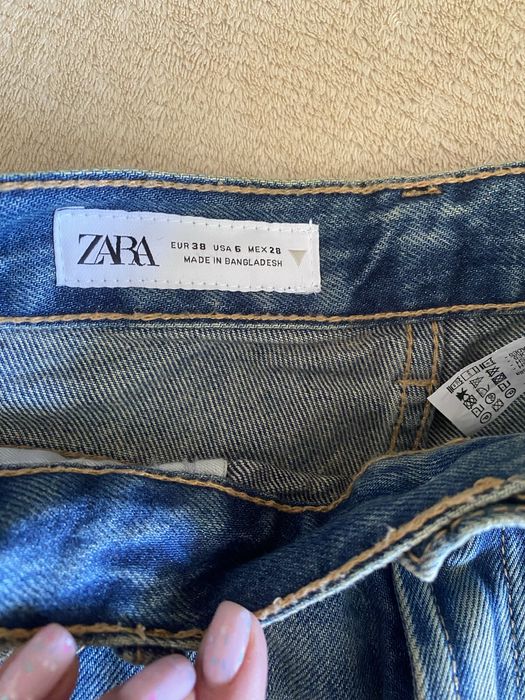 ZARA
EUR 38 USA 6 MEX 28
MADE IN BANGLADESH